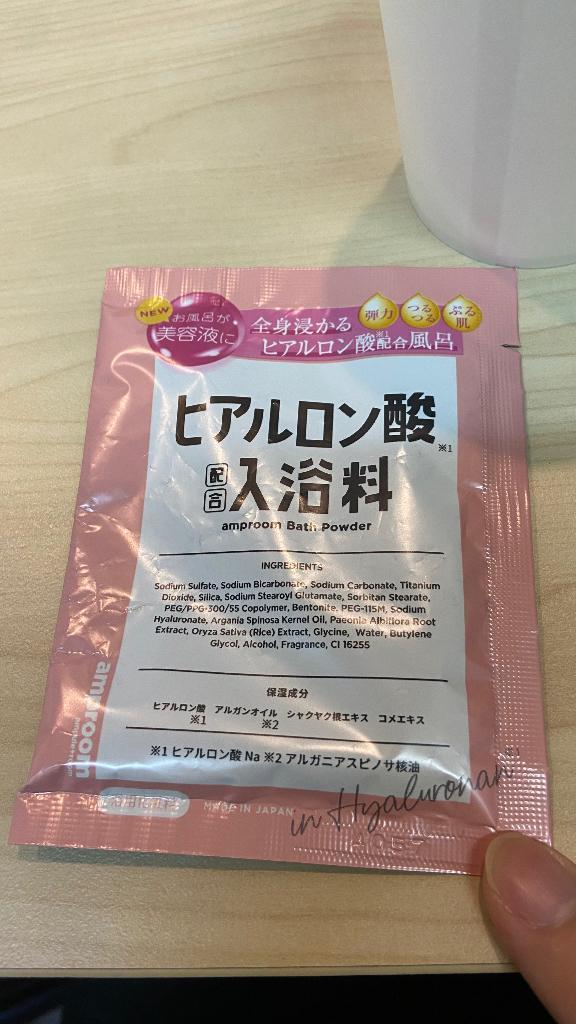 NEW
お風呂が
美容液に
※1
全身浸かる
ヒアルロン酸※1配合風呂
弾力
つる
つる
ぷる
肌
ヒアルロン酸※1
配合入浴料
amproom Bath Powder
INGREDIENTS
Sodium Sulfate, Sodium Bicarbonate, Sodium Carbonate, Titanium
Dioxide, Silica, Sodium Stearoyl Glutamate, Sorbitan Stearate,
PEG/PPG-300/55 Copolymer, Bentonite, PEG-115M, Sodium
Hyaluronate, Argania Spinosa Kernel Oil, Paeonia Albiflora Root
Extract, Oryza Sativa (Rice) Extract, Glycine, Water, Butylene
Glycol, Alcohol, Fragrance, CI 16255
保湿成分
ヒアルロン酸 アルガンオイル シャクヤク根エキス コメエキス
※1 ※2
※1 ヒアルロン酸 Na ※2 アルガニアスピノサ核油
amproom
MADE IN JAPAN
in Hyaluronan※1